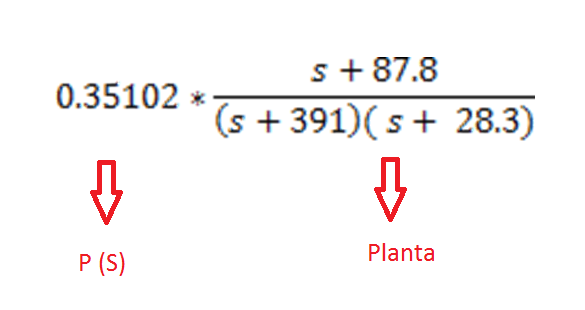 s + 87.8
0.35102 *
(s + 391)( s + 28.3)
P (S)
Planta